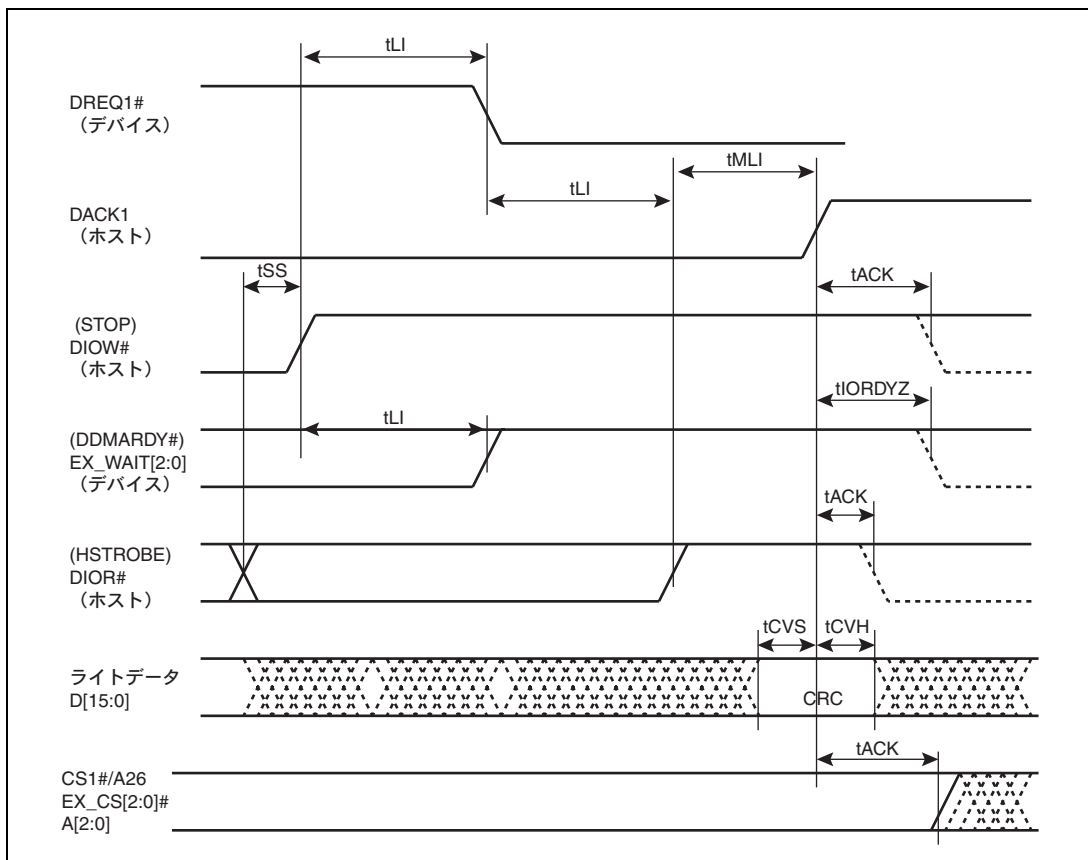 tLI
DREQ1#
（デバイス）
tMLI
tLI
DACK1
（ホスト）
tSS
tACK
(STOP)
DIOW#
（ホスト）
tIORDYZ
tLI
(DDMARDY#)
EX_WAIT[2:0]
（デバイス）
tACK
(HSTROBE)
DIOR#
（ホスト）
tCVS tCVH
ライトデータ
D[15:0]
CRC
tACK
CS1#/A26
EX_CS[2:0]#
A[2:0]